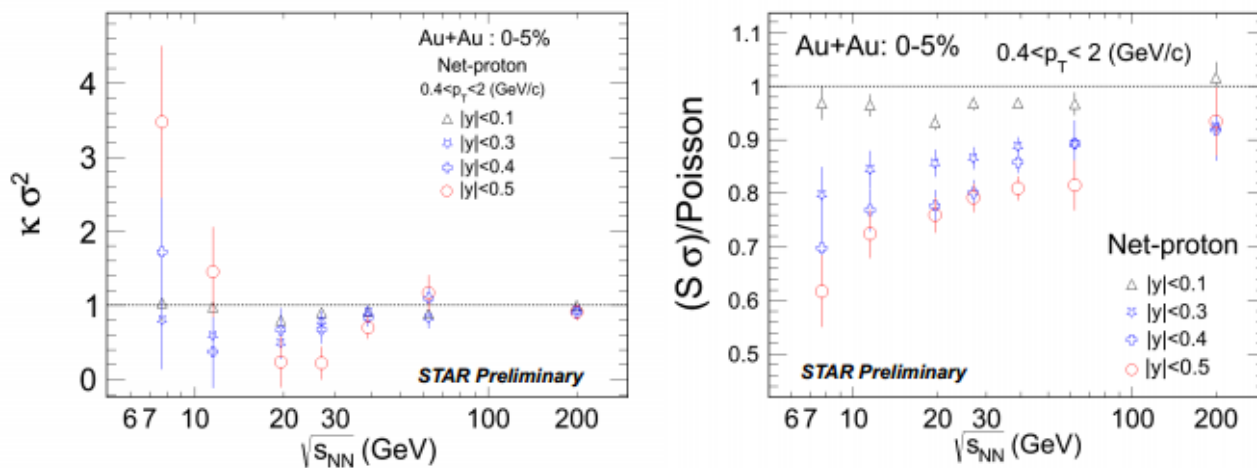 κ σ²
4
3
2
1
0
Au+Au : 0-5%
Net-proton
0.4<p_T<2 (GeV/c)
|y|<0.1
|y|<0.3
|y|<0.4
|y|<0.5
STAR Preliminary
6 7 10 20 30 100 200
√s_NN (GeV)
(S σ)/Poisson
1.1
1
0.9
0.8
0.7
0.6
0.5
Au+Au: 0-5%
0.4<p_T< 2 (GeV/c)
Net-proton
|y|<0.1
|y|<0.3
|y|<0.4
|y|<0.5
STAR Preliminary
6 7 10 20 30 100 200
√s_NN (GeV)